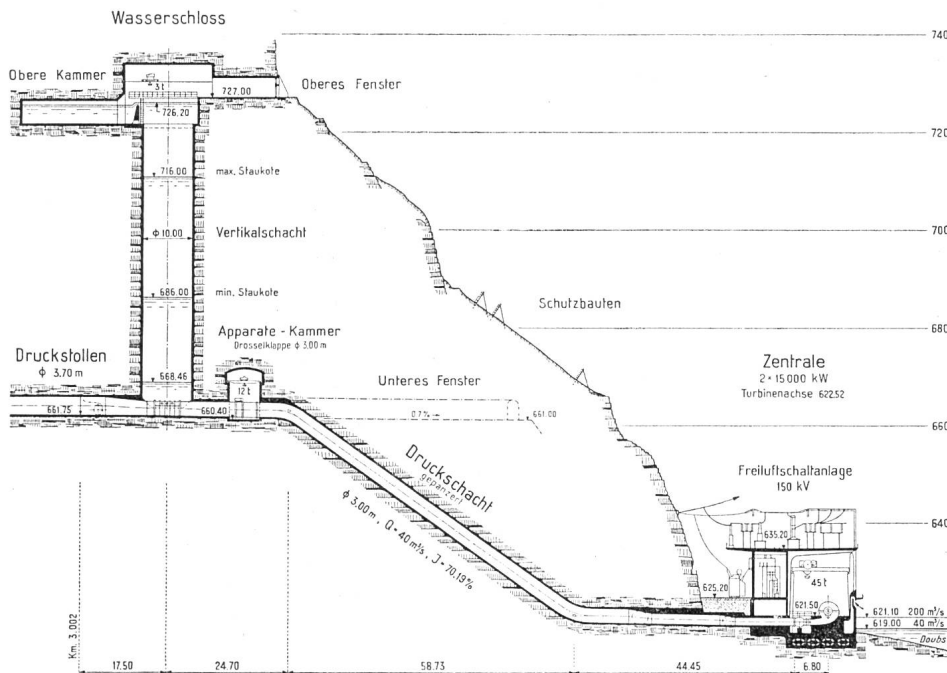 Wasserschloss
740
Obere Kammer
3t
Oberes Fenster
727.00
726.20
720
716.00
max. Staukote
700
ϕ 10.00
Vertikalschacht
686.00
min. Staukote
Schutzbauten
680
Apparate - Kammer
Drosselklappe ϕ 3,00 m
Druckstollen
ϕ 3.70 m
Zentrale
2 × 15000 kW
Turbinenachse 622.52
668.46
12 t
Unteres Fenster
661.75
660.40
0.7%
661.00
660
Druckschacht
gepanzert
ϕ 3,00 m , Q = 40 m³/s , J = 70.19%
Freiluftschaltanlage
150 kV
640
635.20
45 t
625.20
621.50
621.10 200 m³/s
619.00 40 m³/s
Doubs
Km. 3.002
17.50
24.70
58.73
44.45
6.80